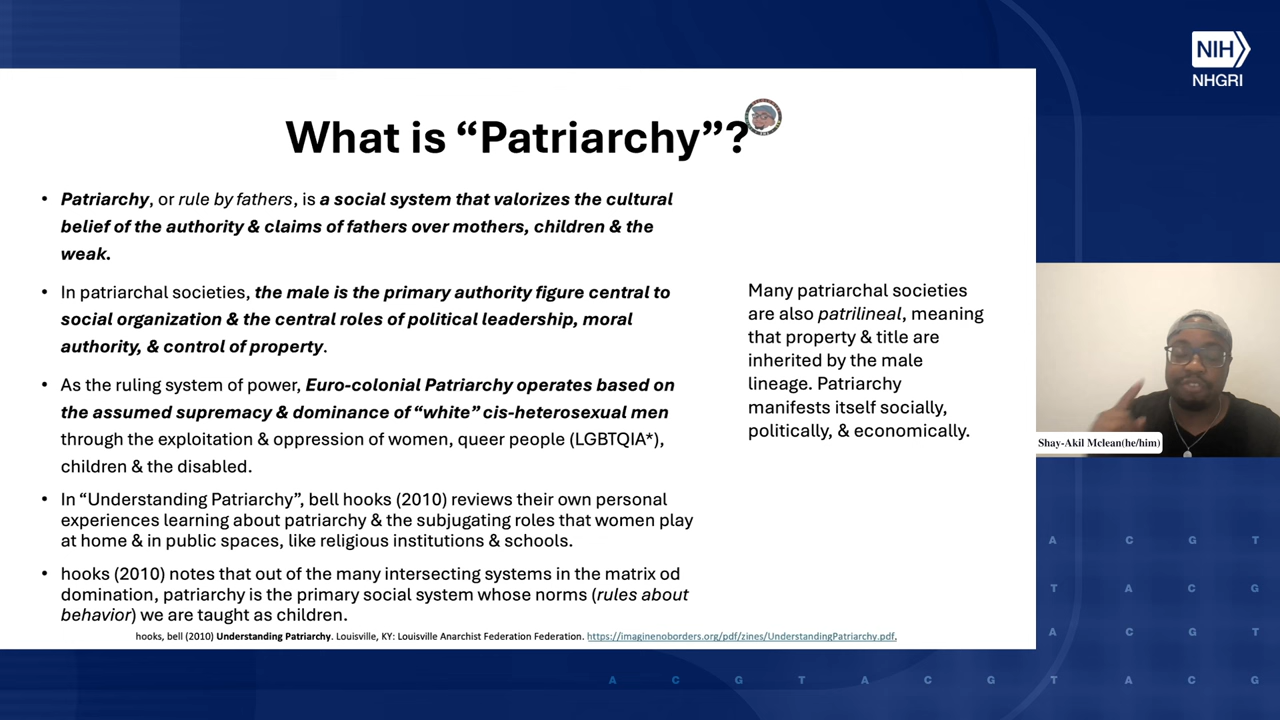 NIH
NHGRI
What is “Patriarchy”?
• Patriarchy, or rule by fathers, is a social system that valorizes the cultural
belief of the authority & claims of fathers over mothers, children & the
weak.
• In patriarchal societies, the male is the primary authority figure central to
social organization & the central roles of political leadership, moral
authority, & control of property.
• As the ruling system of power, Euro-colonial Patriarchy operates based on
the assumed supremacy & dominance of “white” cis-heterosexual men
through the exploitation & oppression of women, queer people (LGBTQIA*),
children & the disabled.
• In “Understanding Patriarchy”, bell hooks (2010) reviews their own personal
experiences learning about patriarchy & the subjugating roles that women play
at home & in public spaces, like religious institutions & schools.
• hooks (2010) notes that out of the many intersecting systems in the matrix od
domination, patriarchy is the primary social system whose norms (rules about
behavior) we are taught as children.
Many patriarchal societies
are also patrilineal, meaning
that property & title are
inherited by the male
lineage. Patriarchy
manifests itself socially,
politically, & economically.
hooks, bell (2010) Understanding Patriarchy. Louisville, KY: Louisville Anarchist Federation Federation. https://imaginenoborders.org/pdf/zines/UnderstandingPatriarchy.pdf.
Shay-Akil Mclean(he/him)
A C G T
T A C G
A C G T
A C G T A C G T A C G